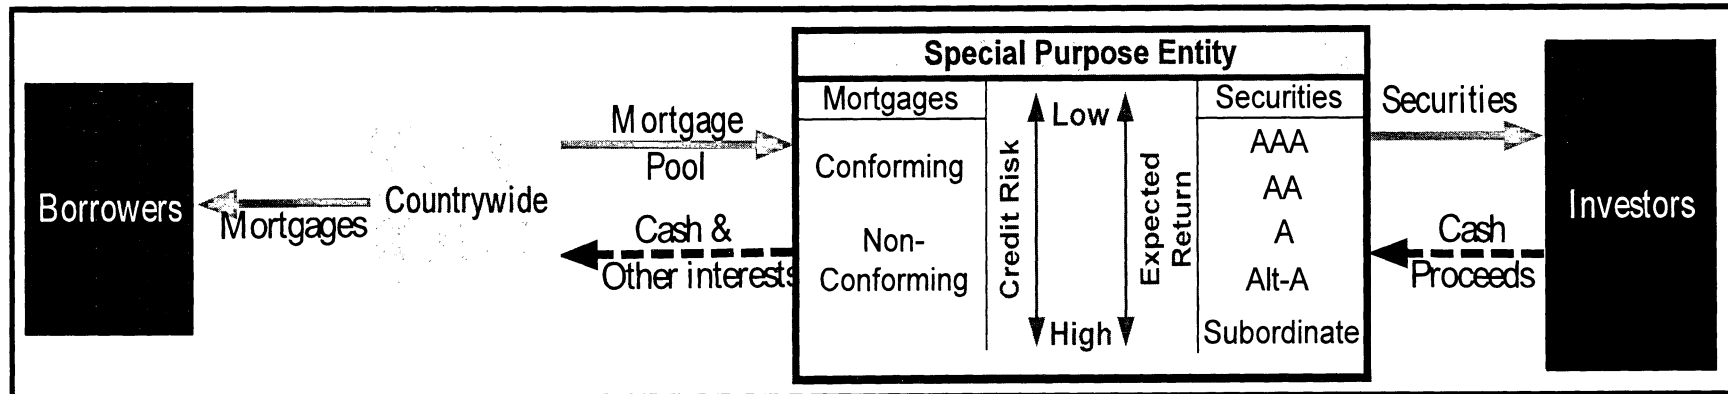 Borrowers
Mortgages
Countrywide
Mortgage
Pool
Cash &
Other interests
Special Purpose Entity
Mortgages
Conforming
Non-
Conforming
Credit Risk
Low
High
Expected
Return
Securities
AAA
AA
A
Alt-A
Subordinate
Securities
Cash
Proceeds
Investors